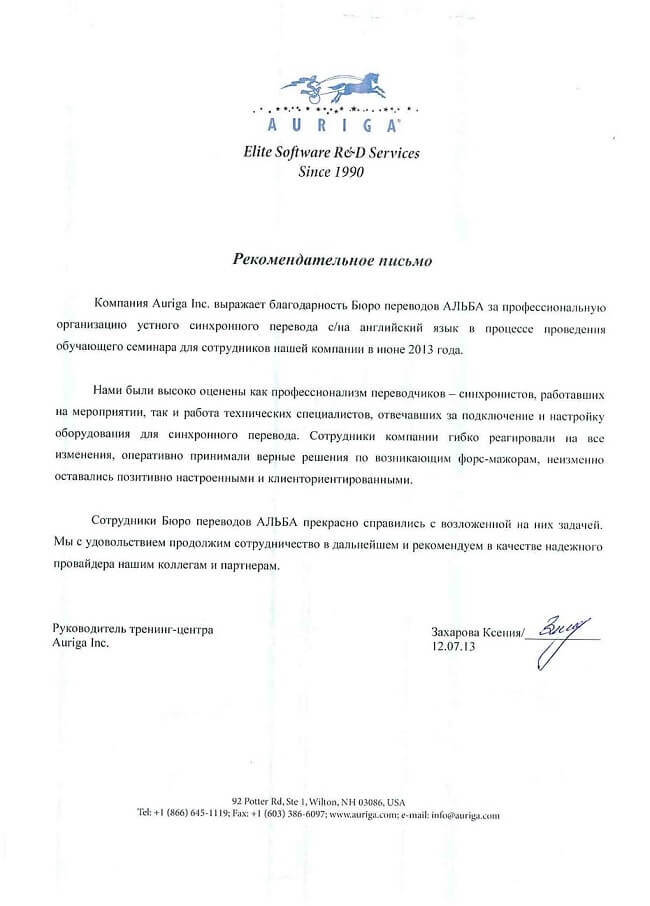 AURIGA®
Elite Software R&D Services
Since 1990
Рекомендательное письмо
Компания Auriga Inc. выражает благодарность Бюро переводов АЛЬБА за профессиональную
организацию устного синхронного перевода с/на английский язык в процессе проведения
обучающего семинара для сотрудников нашей компании в июне 2013 года.
Нами были высоко оценены как профессионализм переводчиков – синхронистов, работавших
на мероприятии, так и работа технических специалистов, отвечавших за подключение и настройку
оборудования для синхронного перевода. Сотрудники компании гибко реагировали на все
изменения, оперативно принимали верные решения по возникающим форс-мажорам, неизменно
оставались позитивно настроенными и клиенториентированными.
Сотрудники Бюро переводов АЛЬБА прекрасно справились с возложенной на них задачей.
Мы с удовольствием продолжим сотрудничество в дальнейшем и рекомендуем в качестве надежного
провайдера нашим коллегам и партнерам.
Руководитель тренинг-центра
Auriga Inc.
Захарова Ксения/
12.07.13
92 Potter Rd, Ste 1, Wilton, NH 03086, USA
Tel: +1 (866) 645-1119; Fax: +1 (603) 386-6097; www.auriga.com; e-mail: info@auriga.com